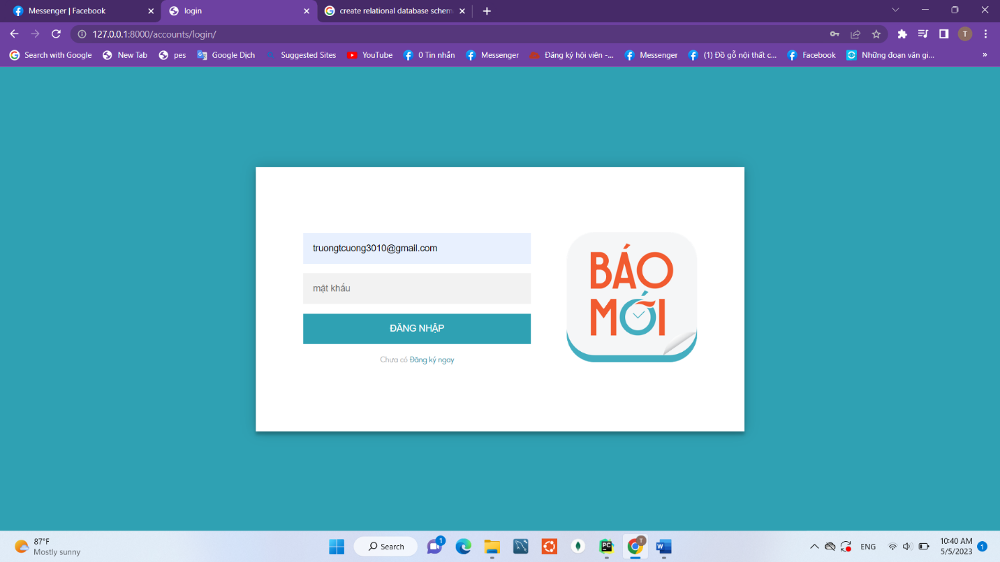 Messenger | Facebook
login
create relational database schem
127.0.0.1:8000/accounts/login/
T
Search with Google
New Tab
pes
Google Dịch
Suggested Sites
YouTube
0 Tin nhắn
Messenger
Đăng ký hội viên -...
Messenger
(1) Đồ gỗ nội thất c...
Facebook
Những đoạn văn gi...
»
truongtcuong3010@gmail.com
mật khẩu
ĐĂNG NHẬP
Chưa có Đăng ký ngay
BÁO
MỚI
87°F
Mostly sunny
Search
1
PC
T
W
ENG
10:40 AM
5/5/2023
1